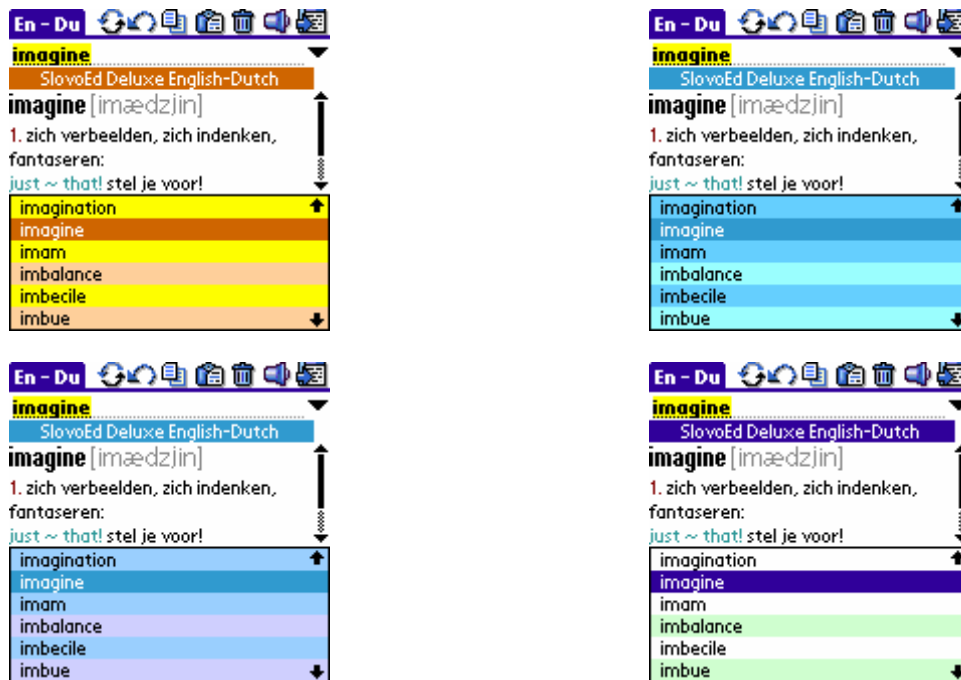 En - Du
imagine
SlovoEd Deluxe English-Dutch
imagine [imædzjin]
1. zich verbeelden, zich indenken,
fantaseren:
just ~ that! stel je voor!
imagination
imagine
imam
imbalance
imbecile
imbue
En - Du
imagine
SlovoEd Deluxe English-Dutch
imagine [imædzjin]
1. zich verbeelden, zich indenken,
fantaseren:
just ~ that! stel je voor!
imagination
imagine
imam
imbalance
imbecile
imbue
En - Du
imagine
SlovoEd Deluxe English-Dutch
imagine [imædzjin]
1. zich verbeelden, zich indenken,
fantaseren:
just ~ that! stel je voor!
imagination
imagine
imam
imbalance
imbecile
imbue
En - Du
imagine
SlovoEd Deluxe English-Dutch
imagine [imædzjin]
1. zich verbeelden, zich indenken,
fantaseren:
just ~ that! stel je voor!
imagination
imagine
imam
imbalance
imbecile
imbue